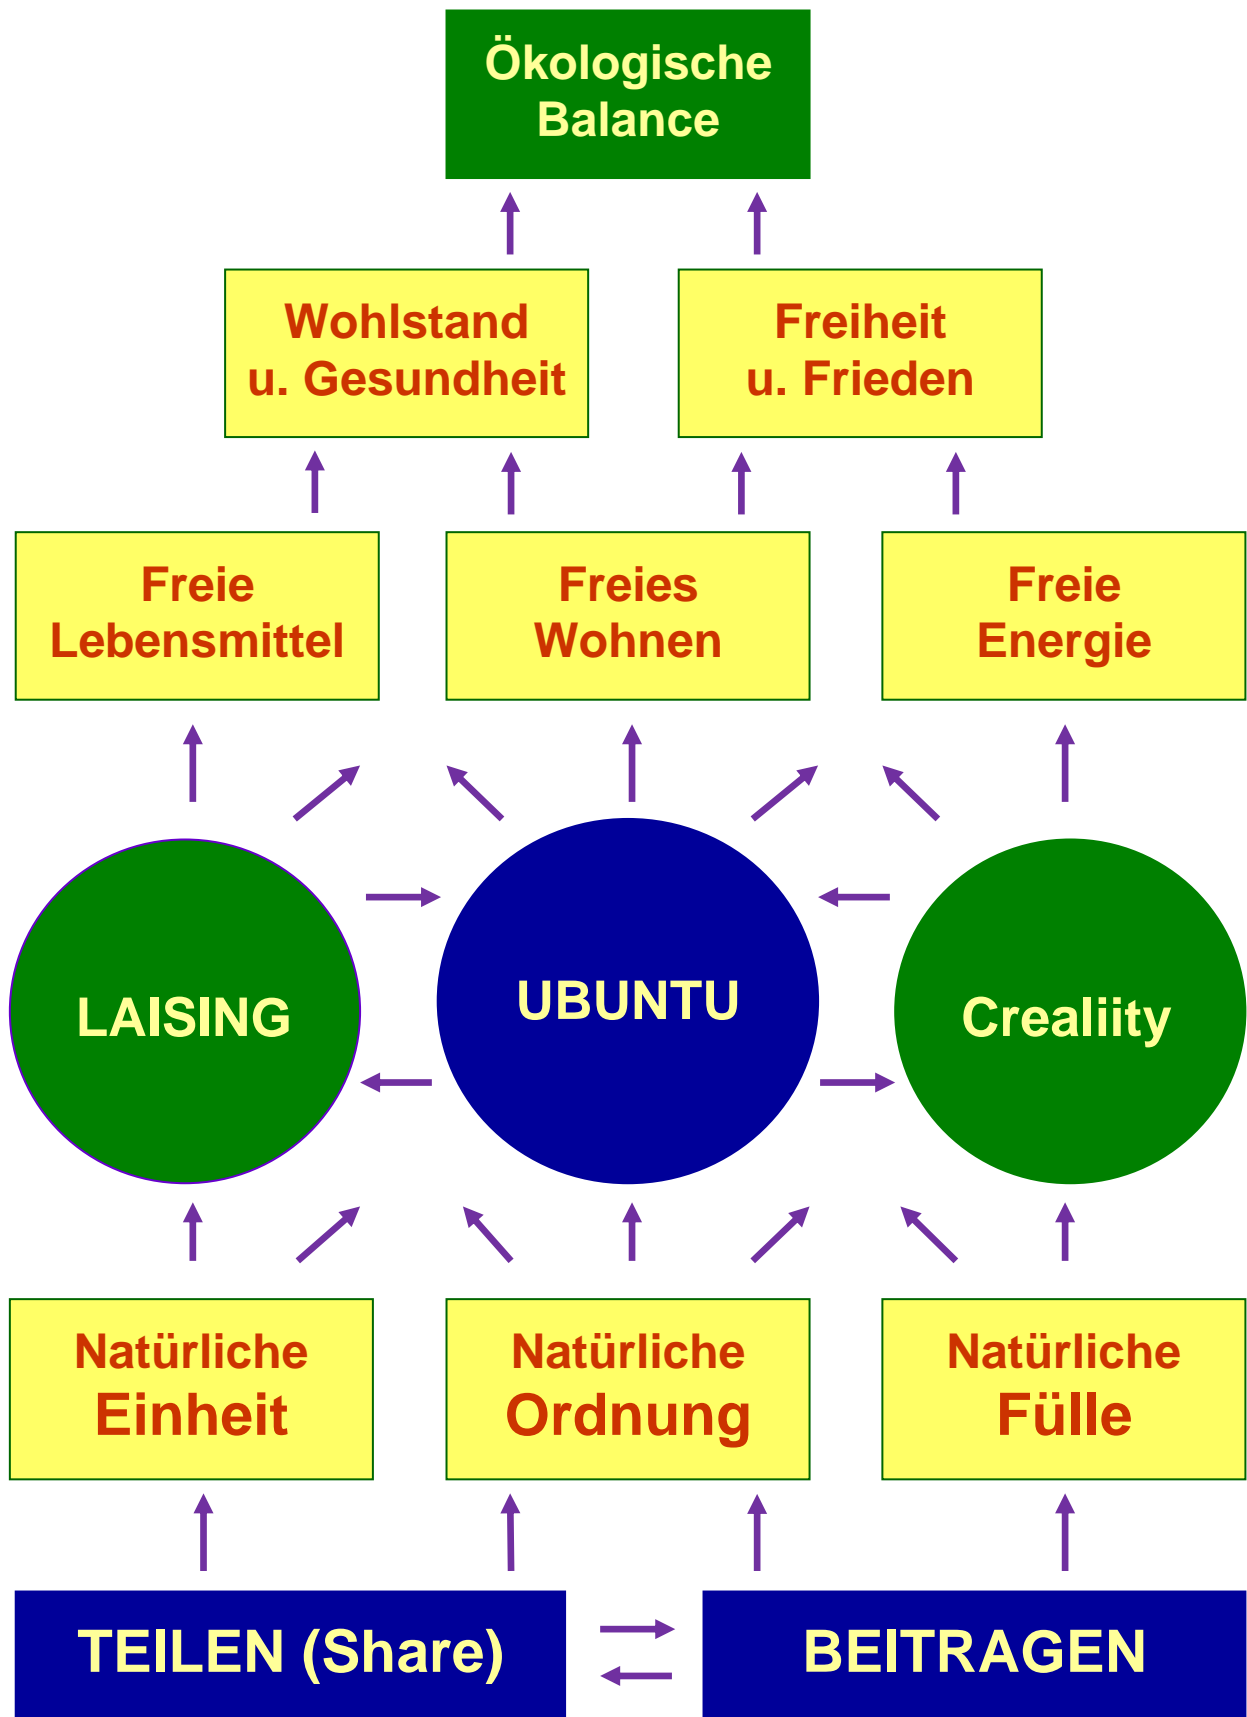 Ökologische
Balance
Wohlstand
u. Gesundheit
Freiheit
u. Frieden
Freie
Lebensmittel
Freies
Wohnen
Freie
Energie
LAISING
UBUNTU
Crealiity
Natürliche
Einheit
Natürliche
Ordnung
Natürliche
Fülle
TEILEN (Share)
BEITRAGEN